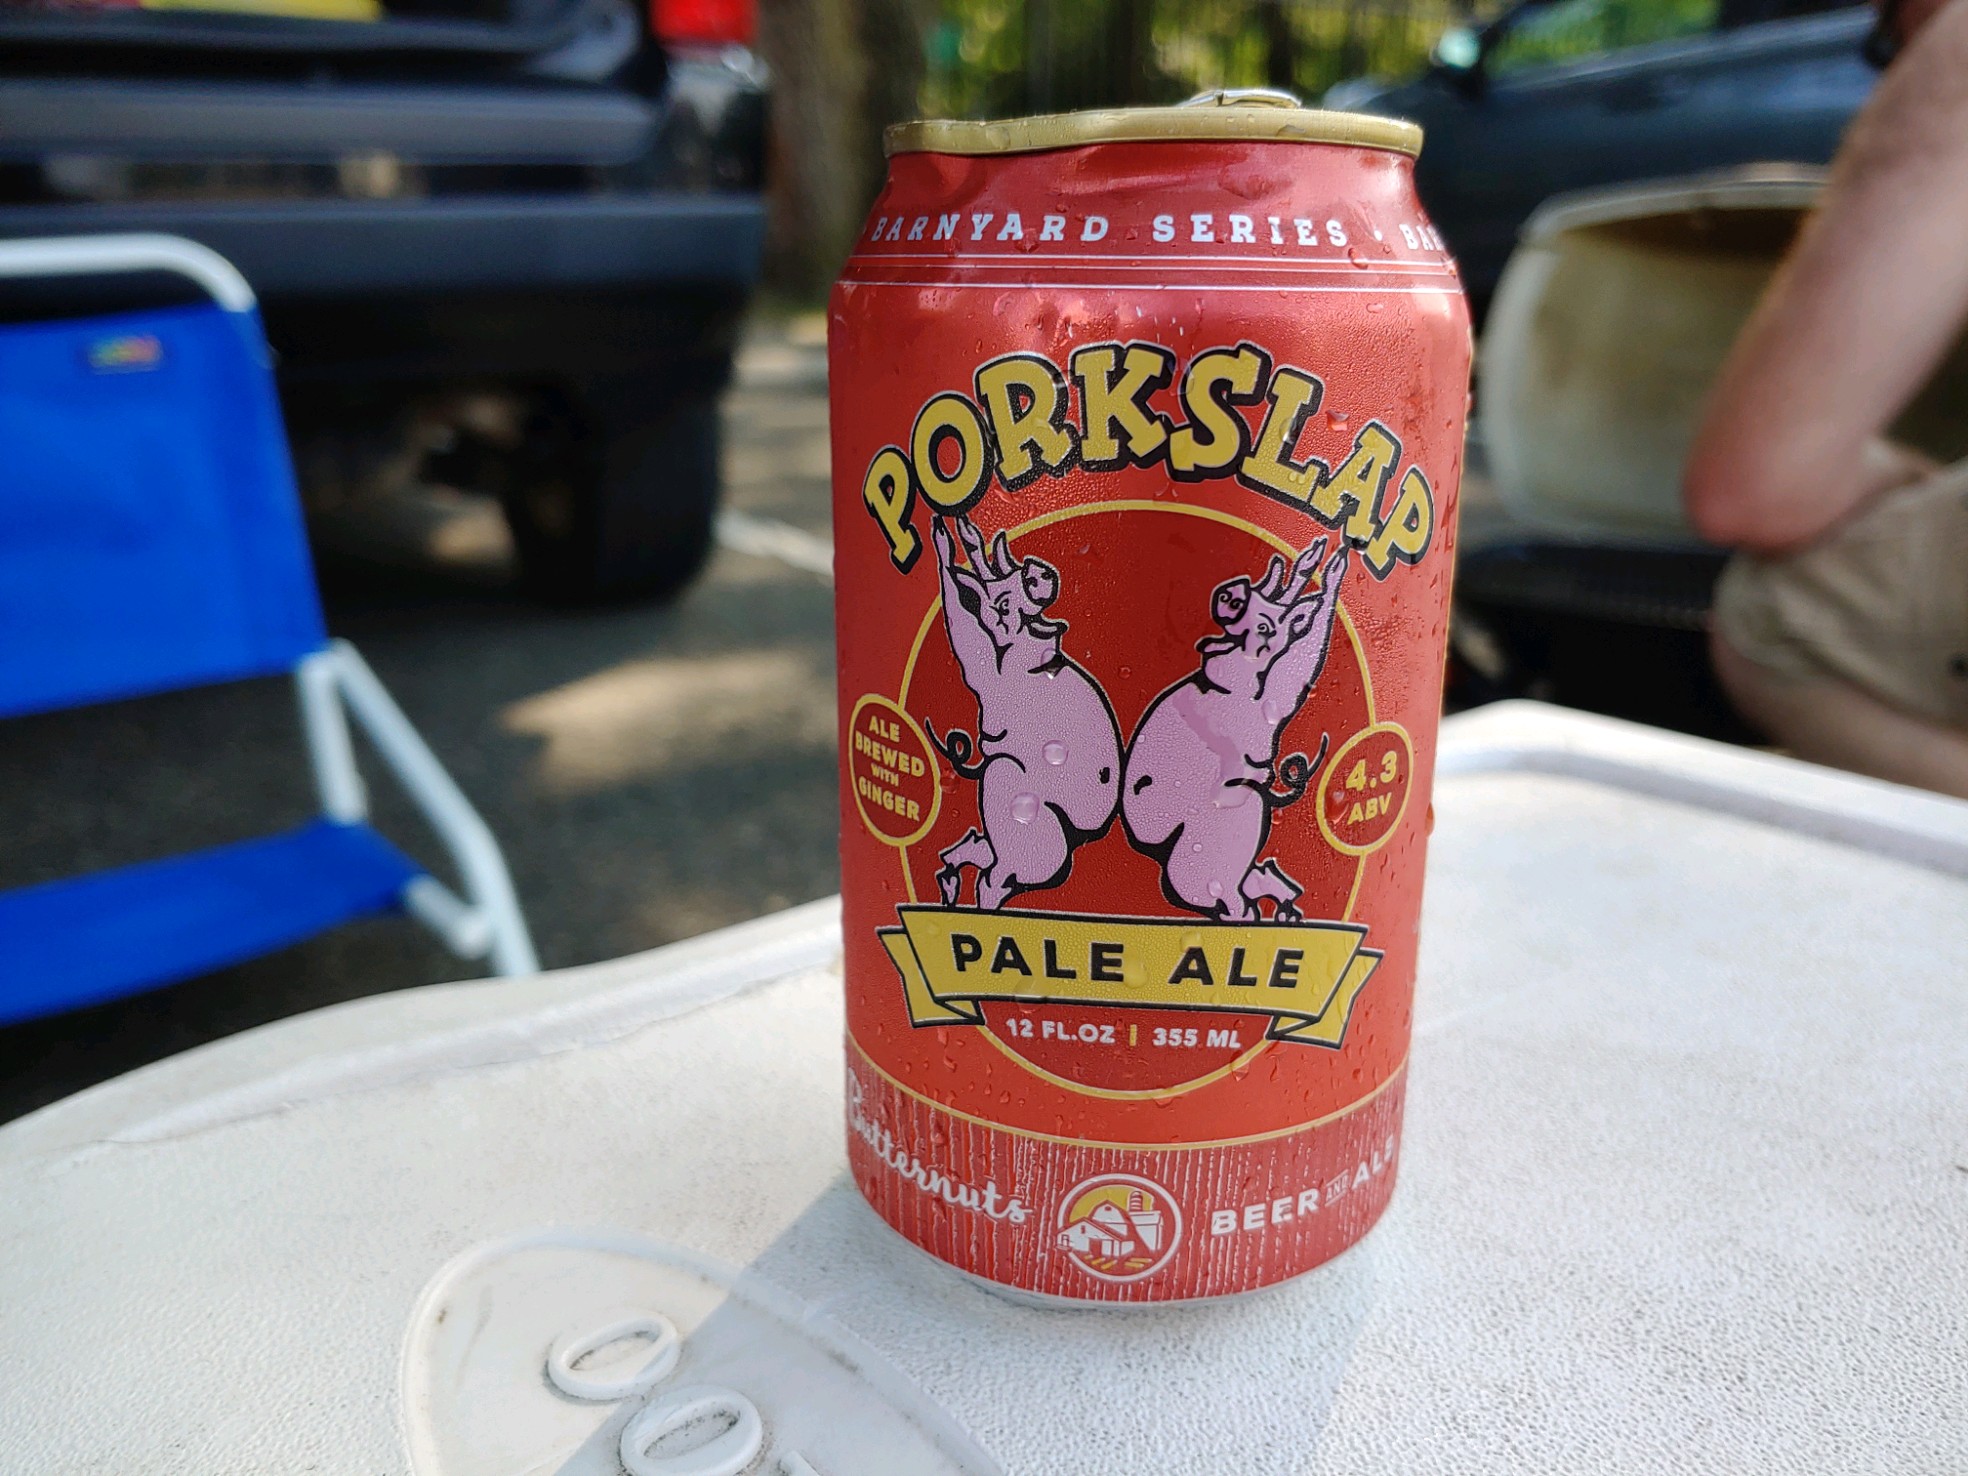 BARNYARD SERIES · BA
PORKSLAP
ALE
BREWED
WITH
GINGER
4.3
ABV
PALE ALE
12 FL.OZ | 355 ML
Butternuts
BEER AND ALE